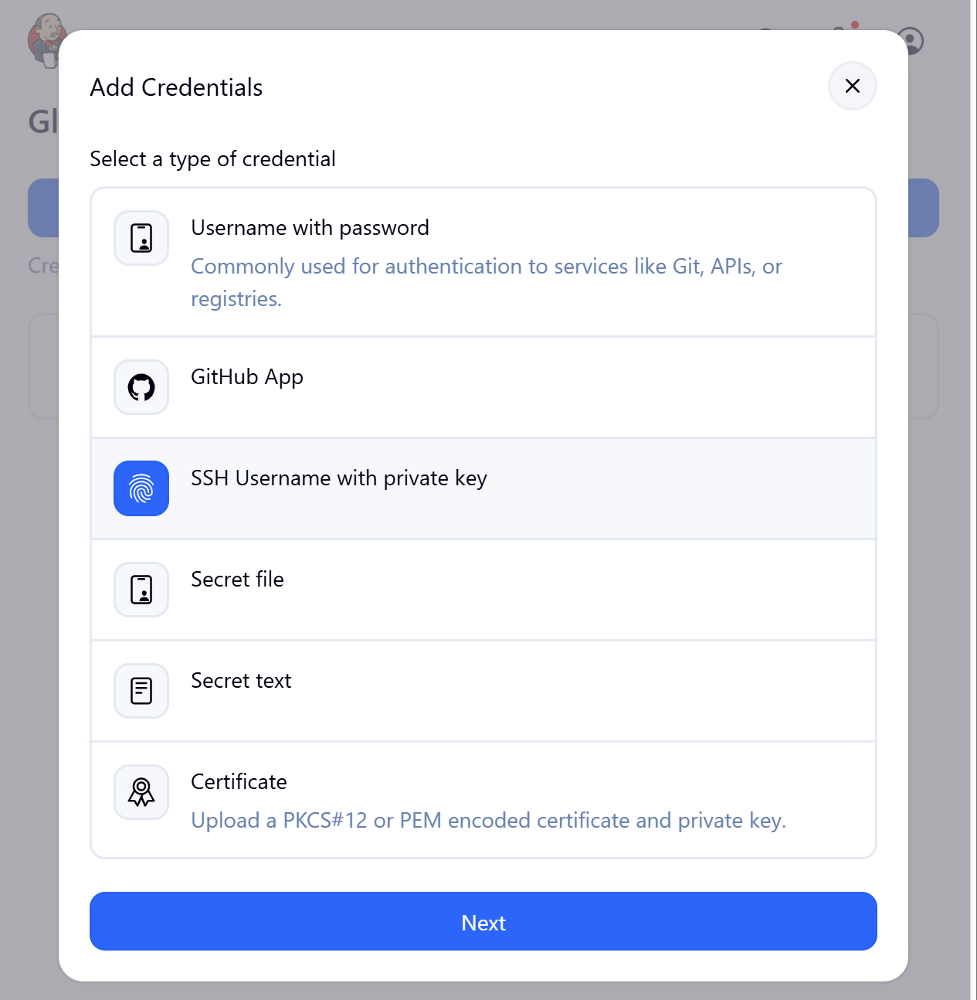 Add Credentials
Select a type of credential
Username with password
Commonly used for authentication to services like Git, APIs, or
registries.
GitHub App
SSH Username with private key
Secret file
Secret text
Certificate
Upload a PKCS#12 or PEM encoded certificate and private key.
Next